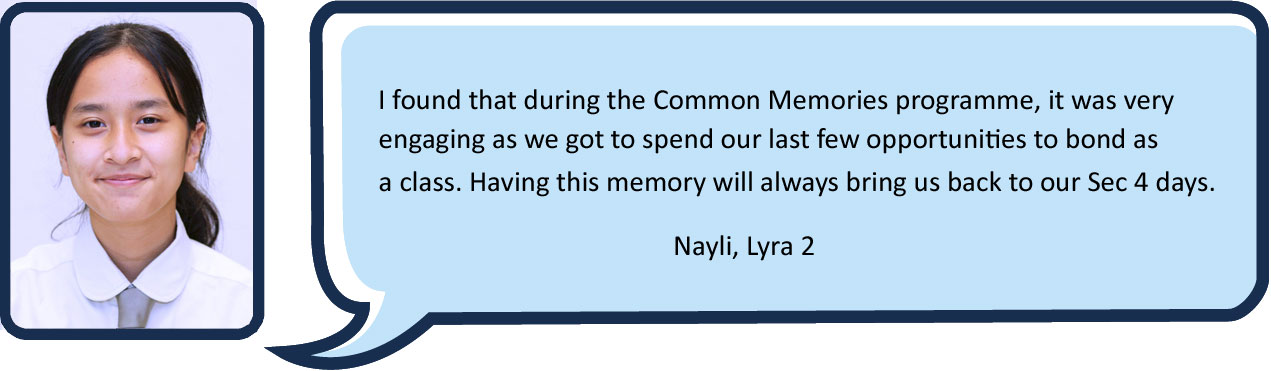 I found that during the Common Memories programme, it was very
engaging as we got to spend our last few opportunities to bond as
a class. Having this memory will always bring us back to our Sec 4 days.
Nayli, Lyra 2